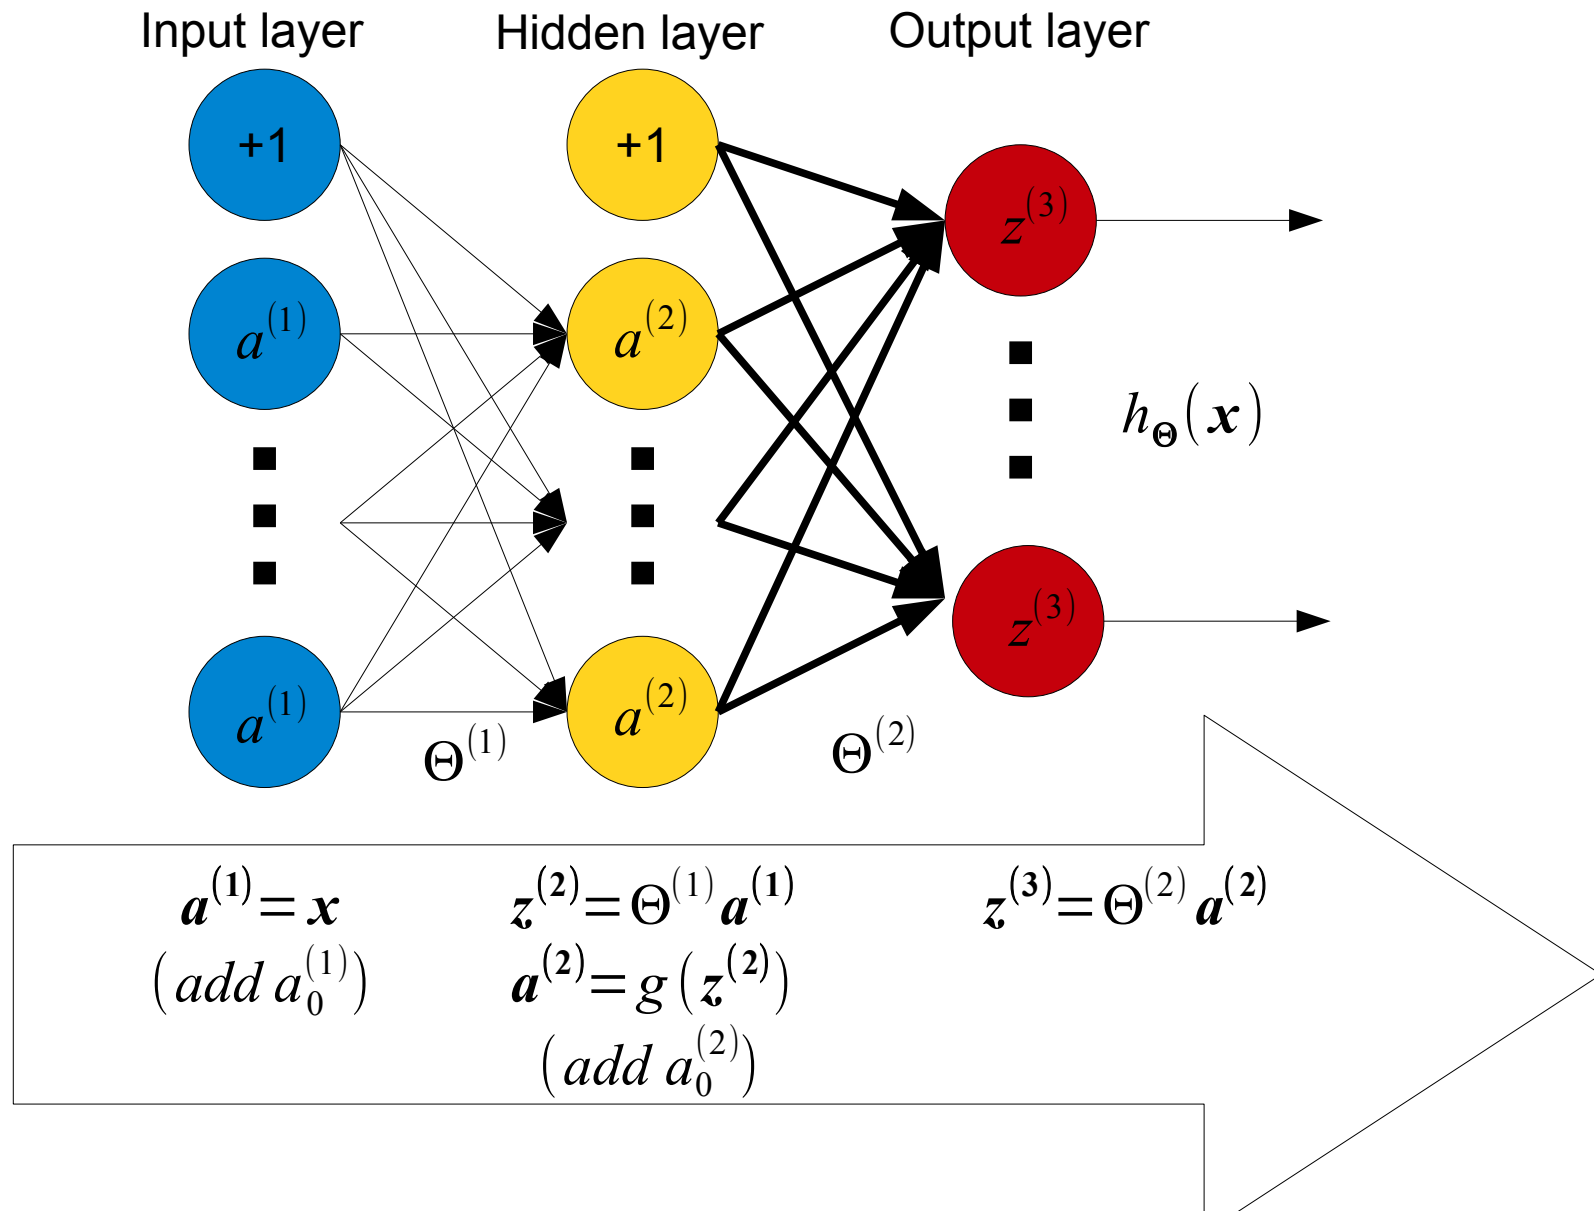 Input layer Hidden layer Output layer
+1 +1
z^(3)
a^(1) a^(2)
h_Θ(x)
z^(3)
a^(1) a^(2)
Θ^(1) Θ^(2)
a^(1)=x z^(2)=Θ^(1)a^(1) z^(3)=Θ^(2)a^(2)
(add a_0^(1)) a^(2)=g(z^(2))
(add a_0^(2))